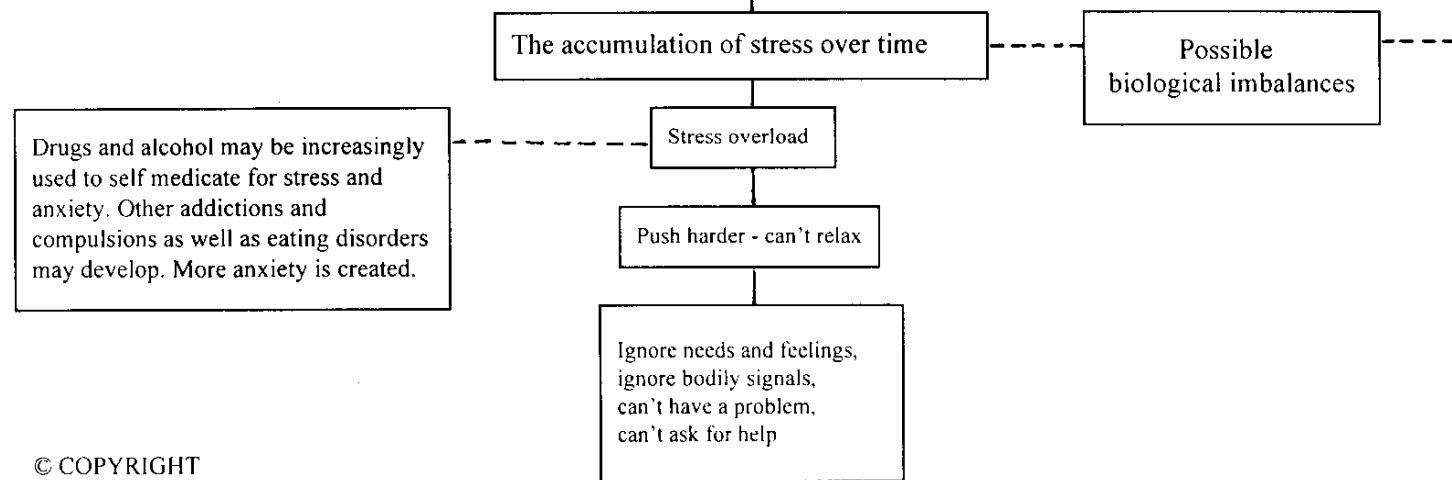 The accumulation of stress over time
Possible
biological imbalances
Stress overload
Drugs and alcohol may be increasingly
used to self medicate for stress and
anxiety. Other addictions and
compulsions as well as eating disorders
may develop. More anxiety is created.
Push harder - can't relax
Ignore needs and feelings,
ignore bodily signals,
can't have a problem,
can't ask for help
© COPYRIGHT